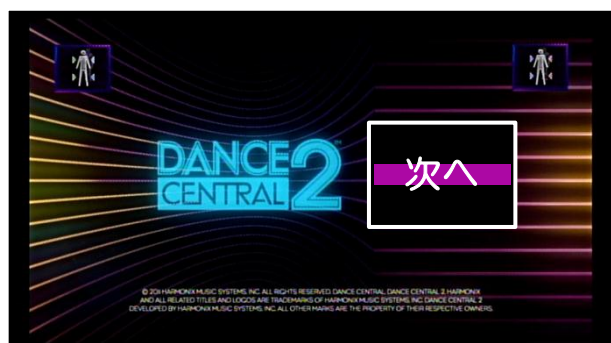 DANCE
CENTRAL 2™
次へ
© 2011 HARMONIX MUSIC SYSTEMS, INC. ALL RIGHTS RESERVED. DANCE CENTRAL, DANCE CENTRAL 2, HARMONIX
AND ALL RELATED TITLES AND LOGOS ARE TRADEMARKS OF HARMONIX MUSIC SYSTEMS, INC. DANCE CENTRAL 2
DEVELOPED BY HARMONIX MUSIC SYSTEMS, INC. ALL OTHER MARKS ARE THE PROPERTY OF THEIR RESPECTIVE OWNERS.